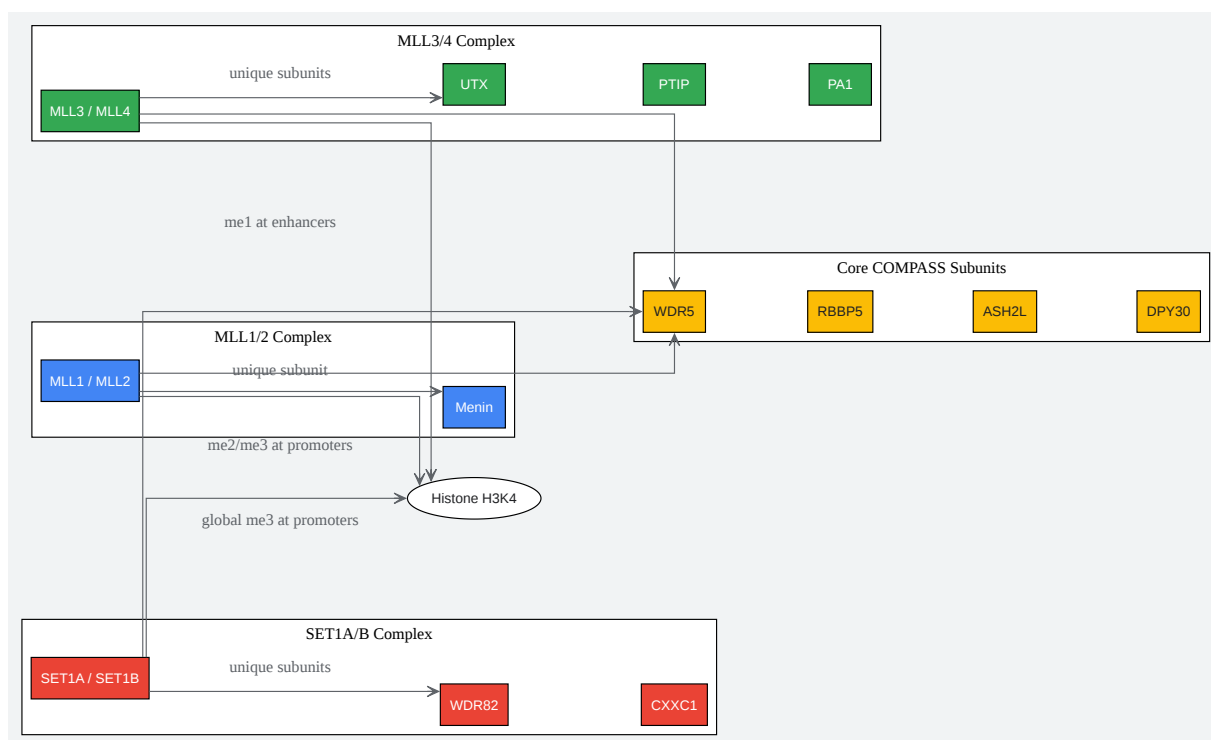 MLL3/4 Complex
unique subunits
UTX
PTIP
PA1
MLL3 / MLL4
me1 at enhancers
Core COMPASS Subunits
WDR5
RBBP5
ASH2L
DPY30
MLL1/2 Complex
unique subunit
MLL1 / MLL2
Menin
me2/me3 at promoters
Histone H3K4
global me3 at promoters
SET1A/B Complex
unique subunits
SET1A / SET1B
WDR82
CXXC1